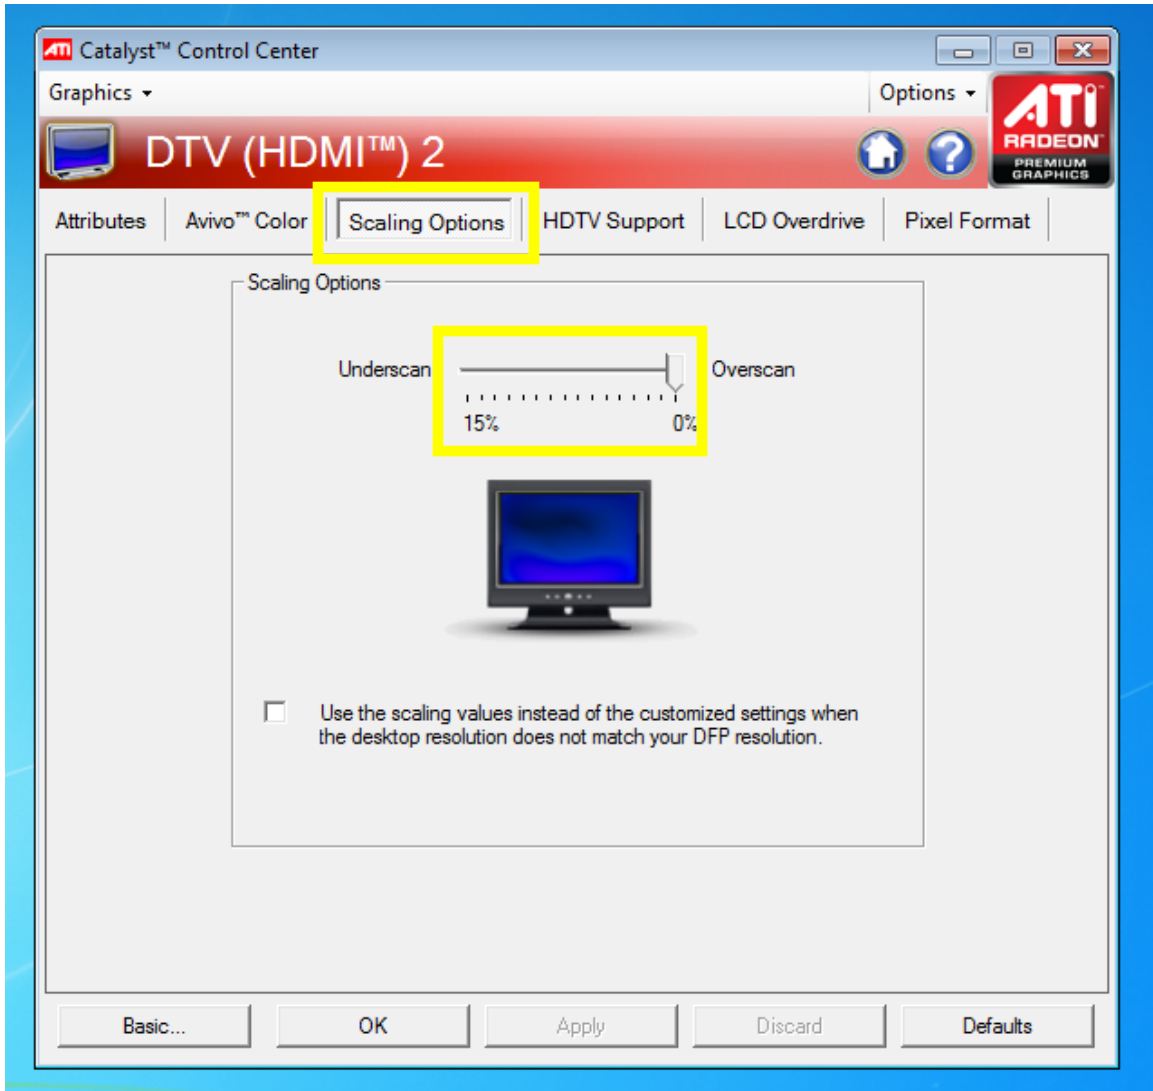 ATI Catalyst™ Control Center
Graphics Options
ATI
RADEON™
PREMIUM
GRAPHICS
DTV (HDMI™) 2
Attributes Avivo™ Color Scaling Options HDTV Support LCD Overdrive Pixel Format
Scaling Options
Underscan Overscan
15% 0%
Use the scaling values instead of the customized settings when
the desktop resolution does not match your DFP resolution.
Basic... OK Apply Discard Defaults